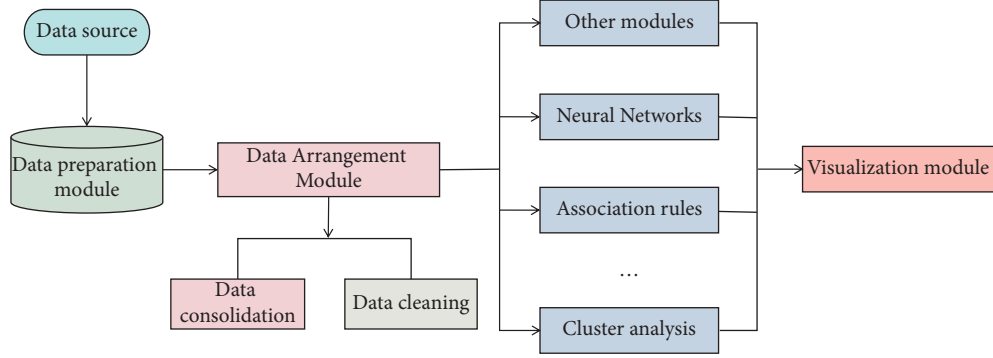 Data source
Data preparation
module
Data Arrangement
Module
Data
consolidation
Data cleaning
Other modules
Neural Networks
Association rules
...
Cluster analysis
Visualization module